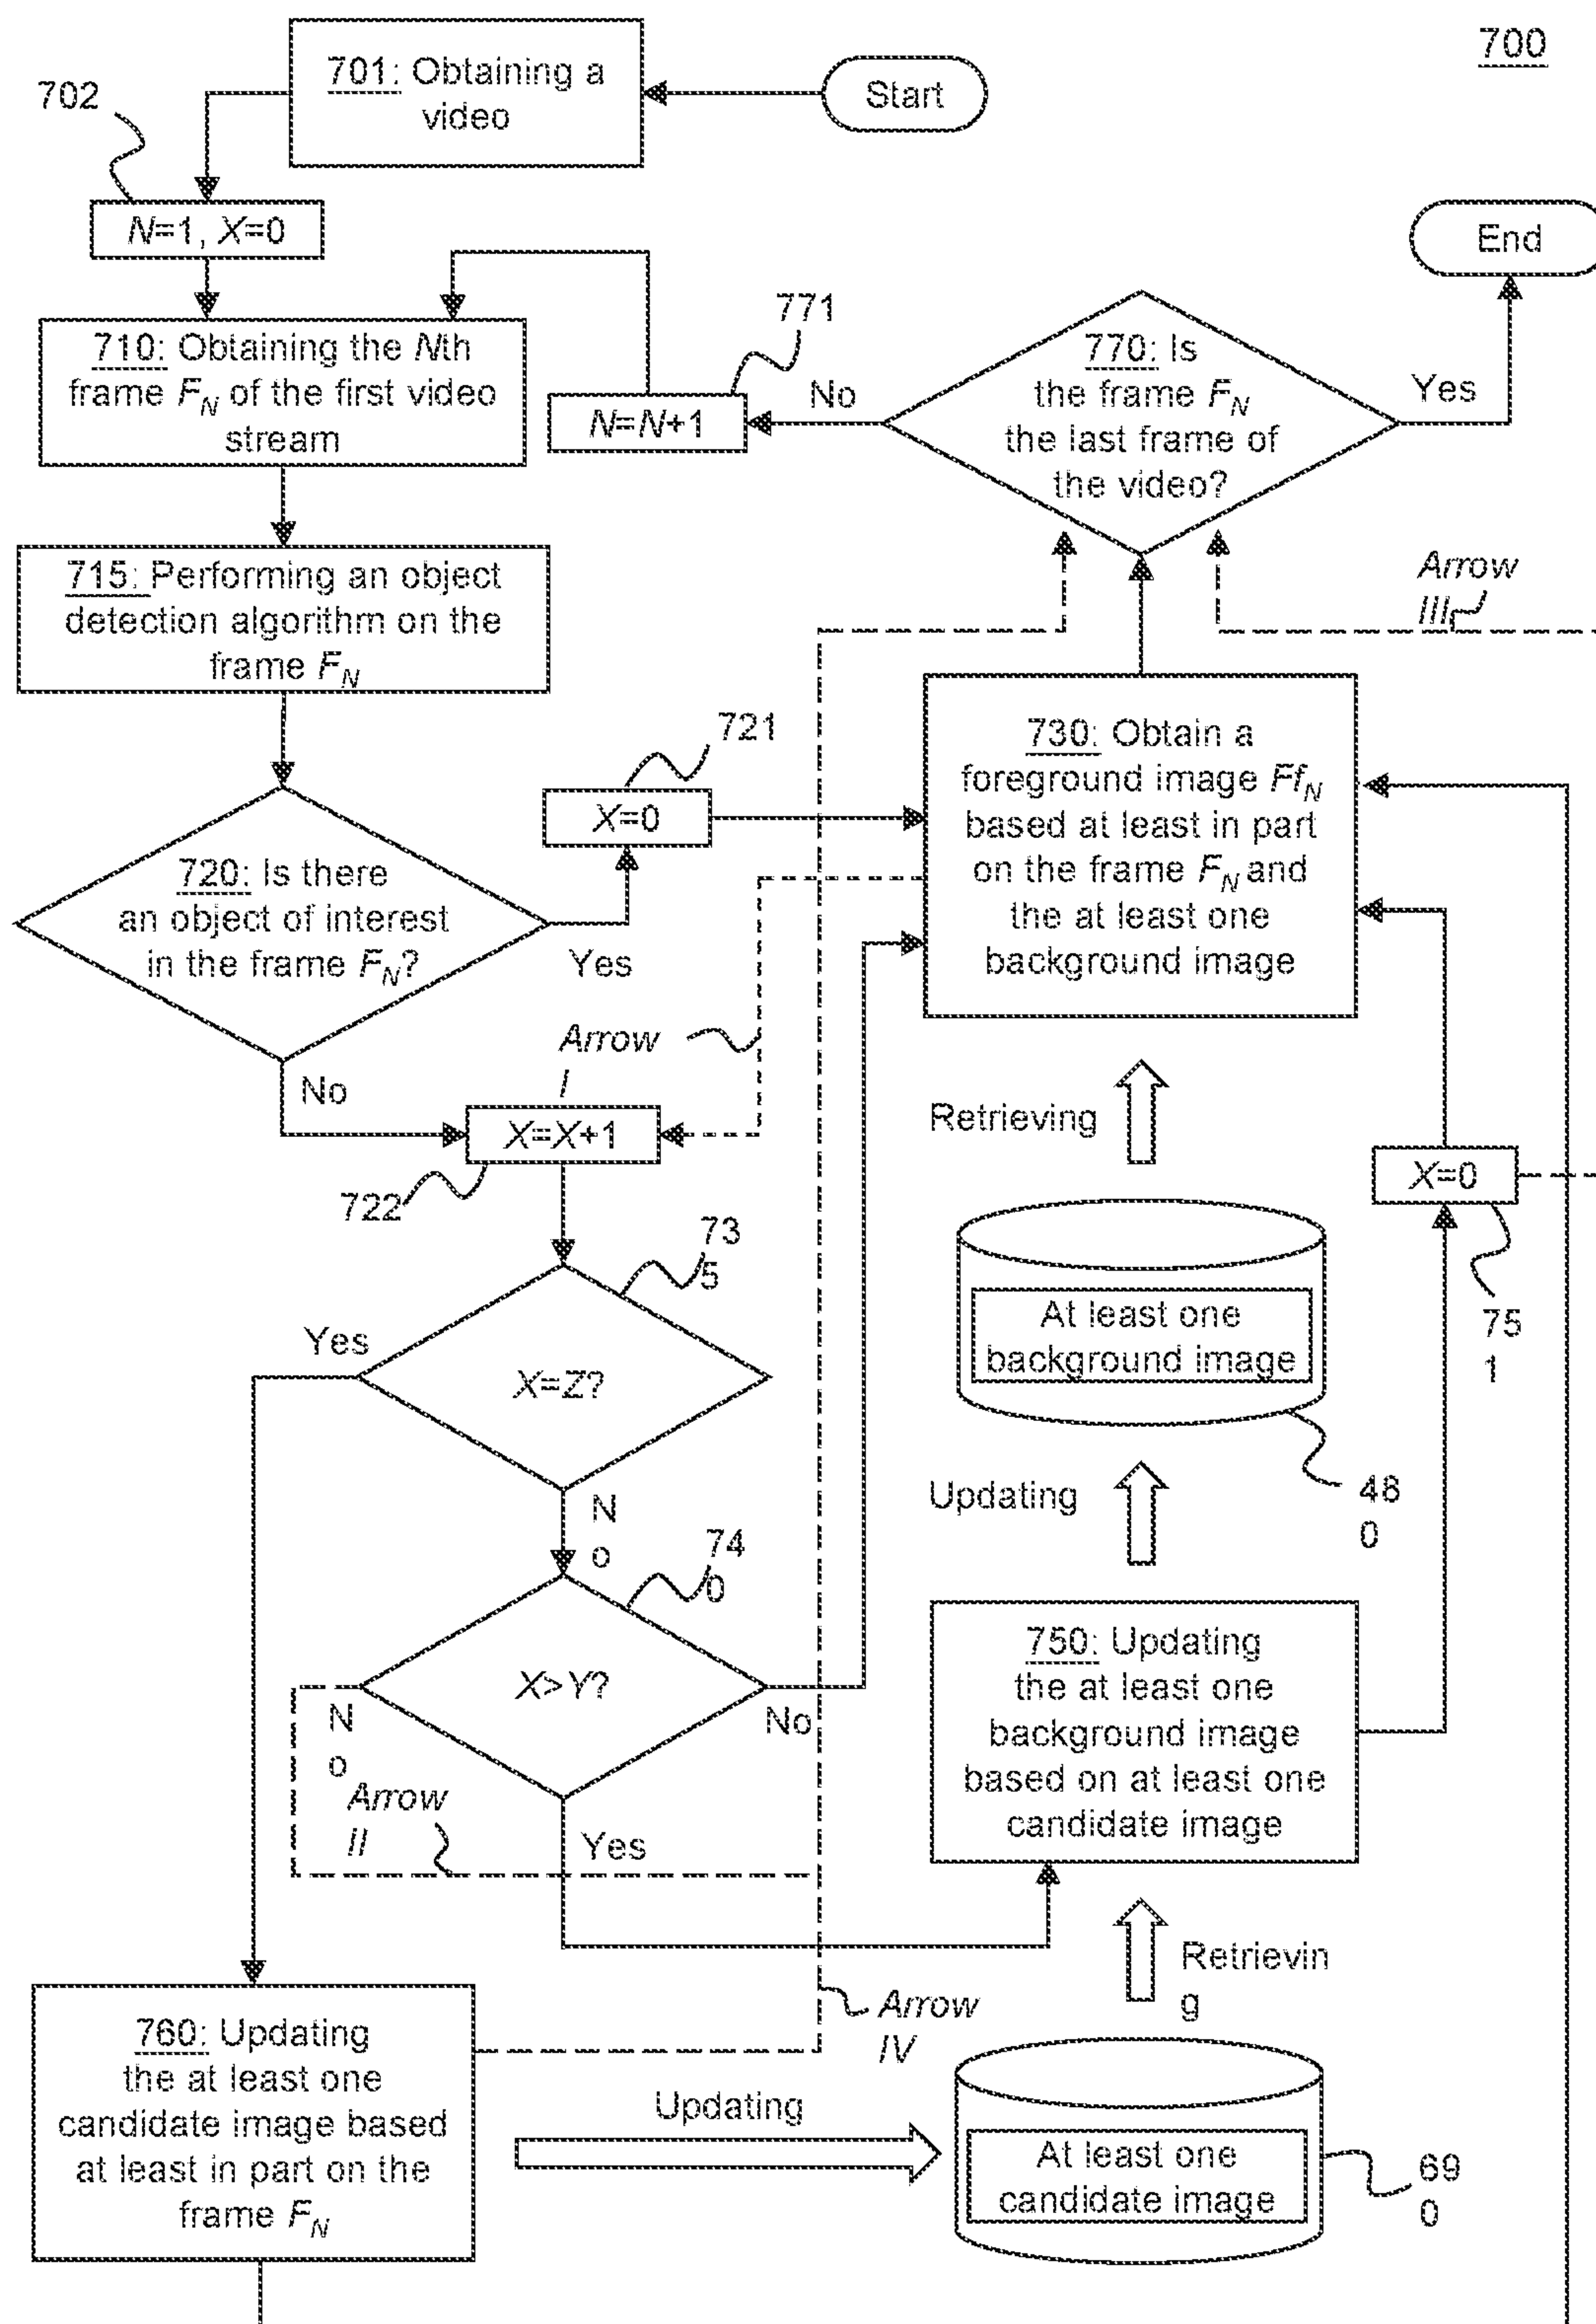 700
701: Obtaining a
video
Start
702
N=1, X=0
End
710: Obtaining the Nth
frame FN of the first video
stream
771
N=N+1
No
770: Is
the frame FN
the last frame of
the video?
Yes
715: Performing an object
detection algorithm on the
frame FN
Arrow
III
721
X=0
730: Obtain a
foreground image FfN
based at least in part
on the frame FN and
the at least one
background image
720: Is there
an object of interest
in the frame FN?
Yes
No
Arrow
I
X=X+1
722
Retrieving
X=0
75
1
73
5
X=Z?
Yes
N
o
At least one
background image
48
0
Updating
74
0
X>Y?
N
o
No
Arrow
II
Yes
750: Updating
the at least one
background image
based on at least one
candidate image
Retrievin
g
Arrow
IV
760: Updating
the at least one
candidate image based
at least in part on the
frame FN
Updating
At least one
candidate image
69
0